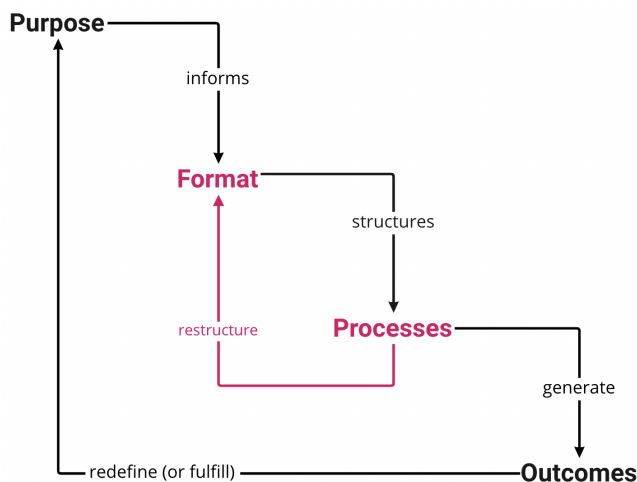 Purpose
informs
Format
structures
restructure
Processes
generate
redefine (or fulfill)
Outcomes